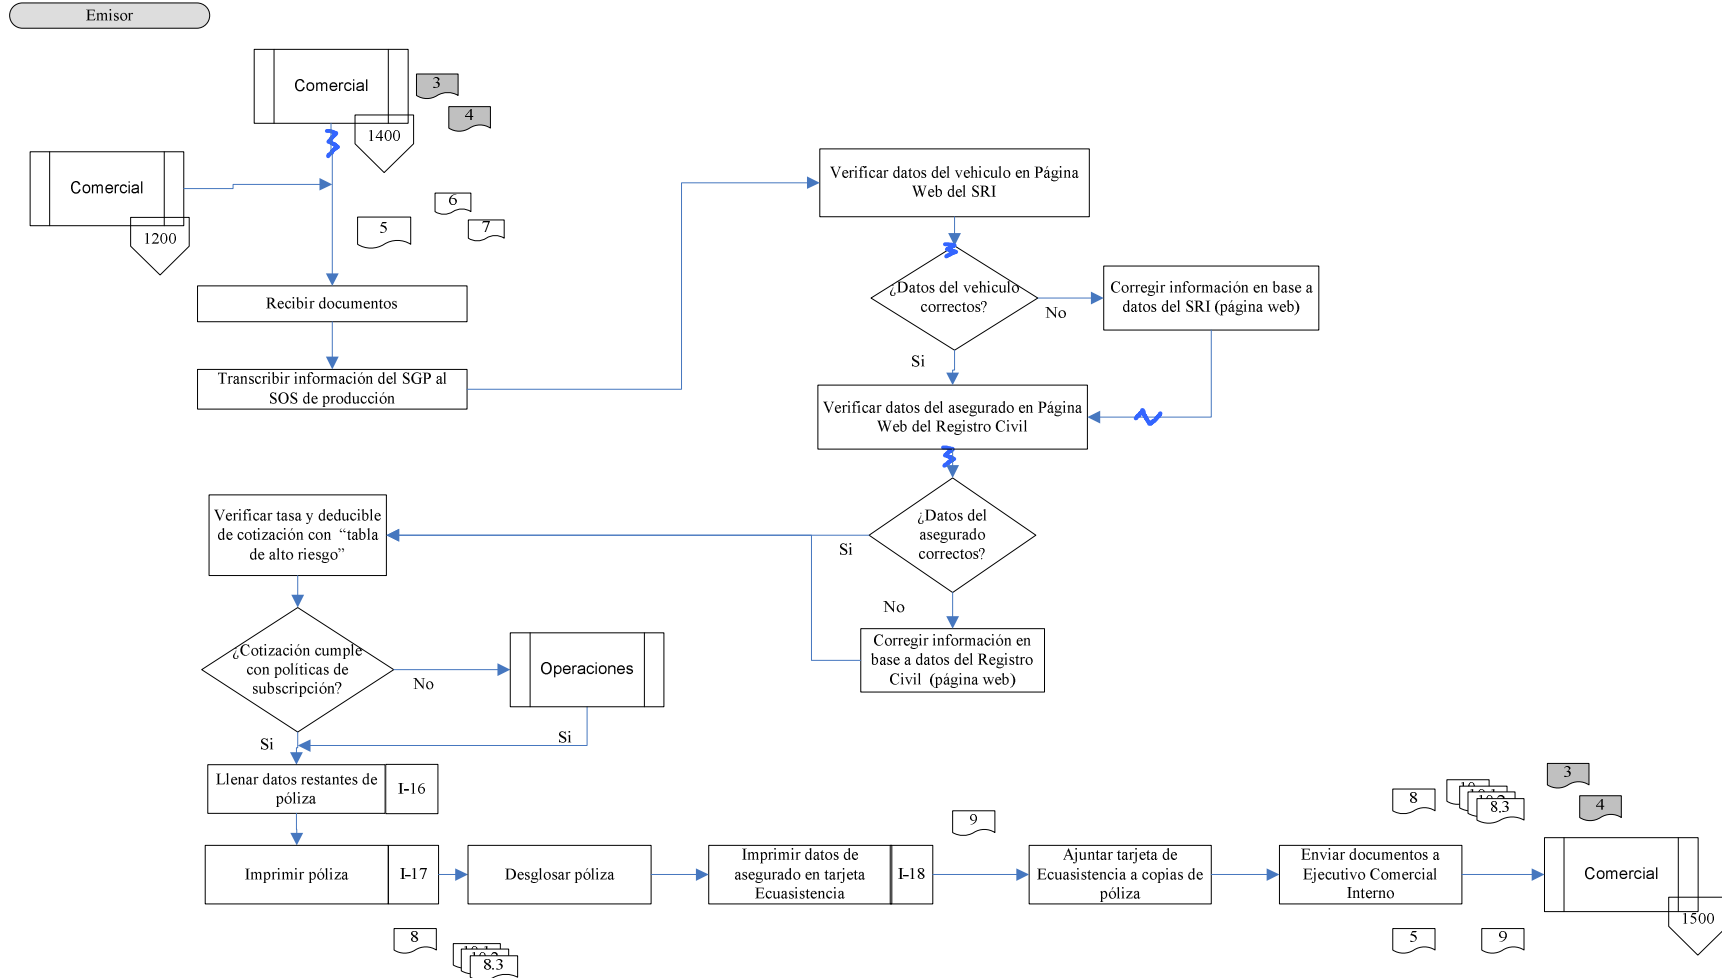 Emisor
Comercial
3
4
1400
Comercial
1200
6
7
5
Recibir documentos
Transcribir información del SGP al
SOS de producción
Verificar datos del vehiculo en Página
Web del SRI
¿Datos del vehiculo
correctos?
No
Si
Corregir información en base a
datos del SRI (página web)
Verificar datos del asegurado en Página
Web del Registro Civil
¿Datos del
asegurado
correctos?
Si
No
Corregir información en
base a datos del Registro
Civil (página web)
Verificar tasa y deducible
de cotización con “tabla
de alto riesgo”
¿Cotización cumple
con políticas de
subscripción?
No
Si
Operaciones
Si
Llenar datos restantes de
póliza
I-16
Imprimir póliza
I-17
Desglosar póliza
Imprimir datos de
asegurado en tarjeta
Ecuasistencia
I-18
9
Ajuntar tarjeta de
Ecuasistencia a copias de
póliza
Enviar documentos a
Ejecutivo Comercial
Interno
8
8.3
3
4
Comercial
1500
5
9
8
8.3